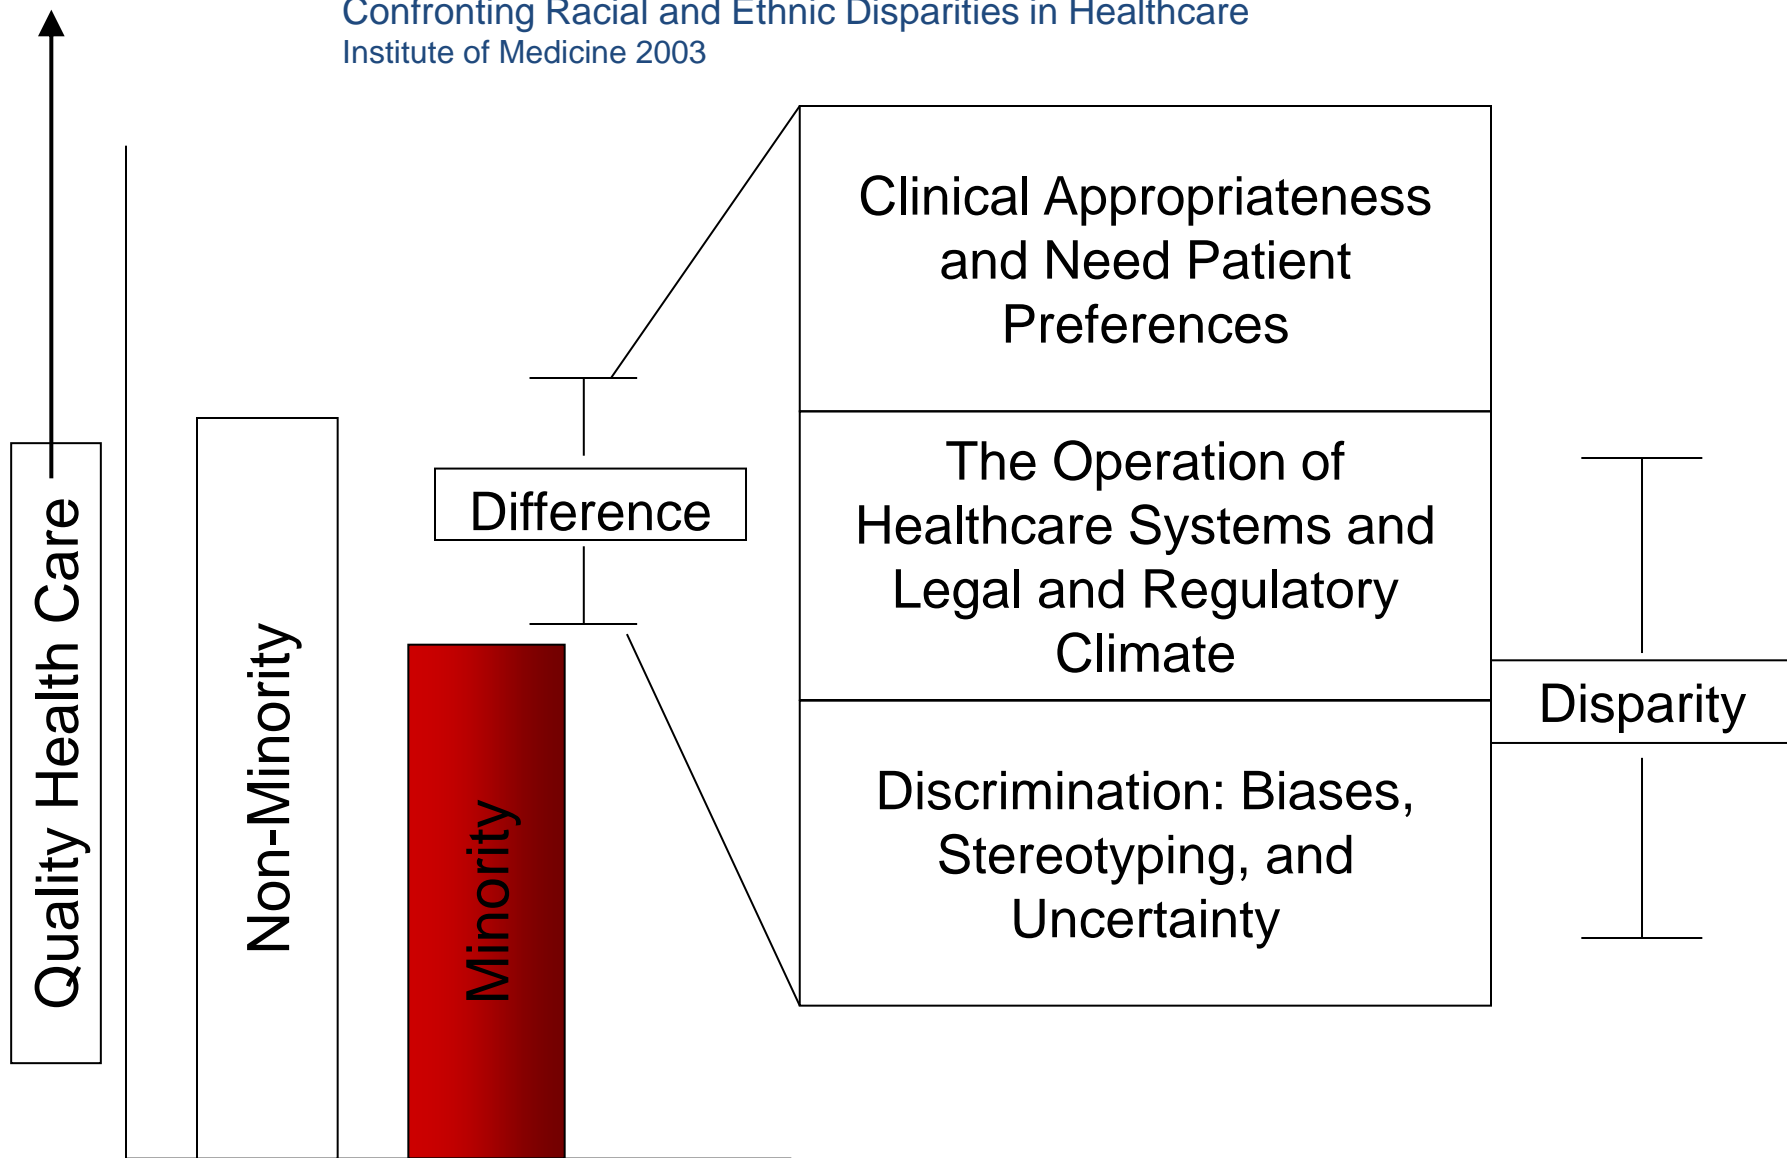 Confronting Racial and Ethnic Disparities in Healthcare
Institute of Medicine 2003
Quality Health Care
Non-Minority
Minority
Difference
Clinical Appropriateness
and Need Patient
Preferences
The Operation of
Healthcare Systems and
Legal and Regulatory
Climate
Discrimination: Biases,
Stereotyping, and
Uncertainty
Disparity